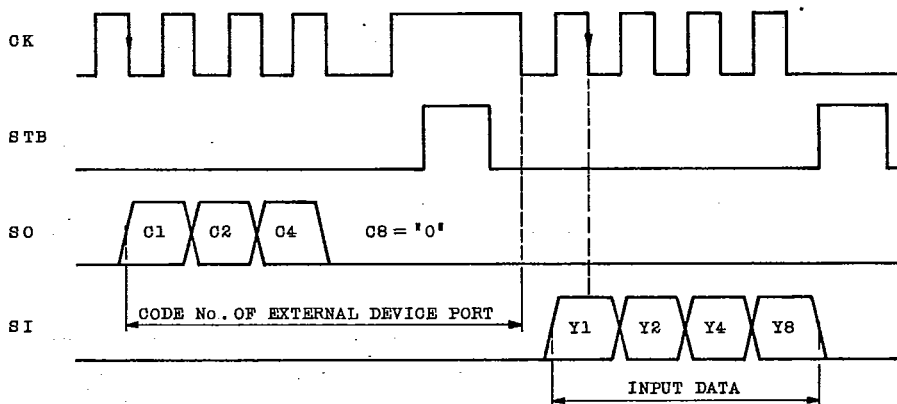 CK
STB
SO
C1 C2 C4 C8 = "0"
CODE No. OF EXTERNAL DEVICE PORT
SI
Y1 Y2 Y4 Y8
INPUT DATA